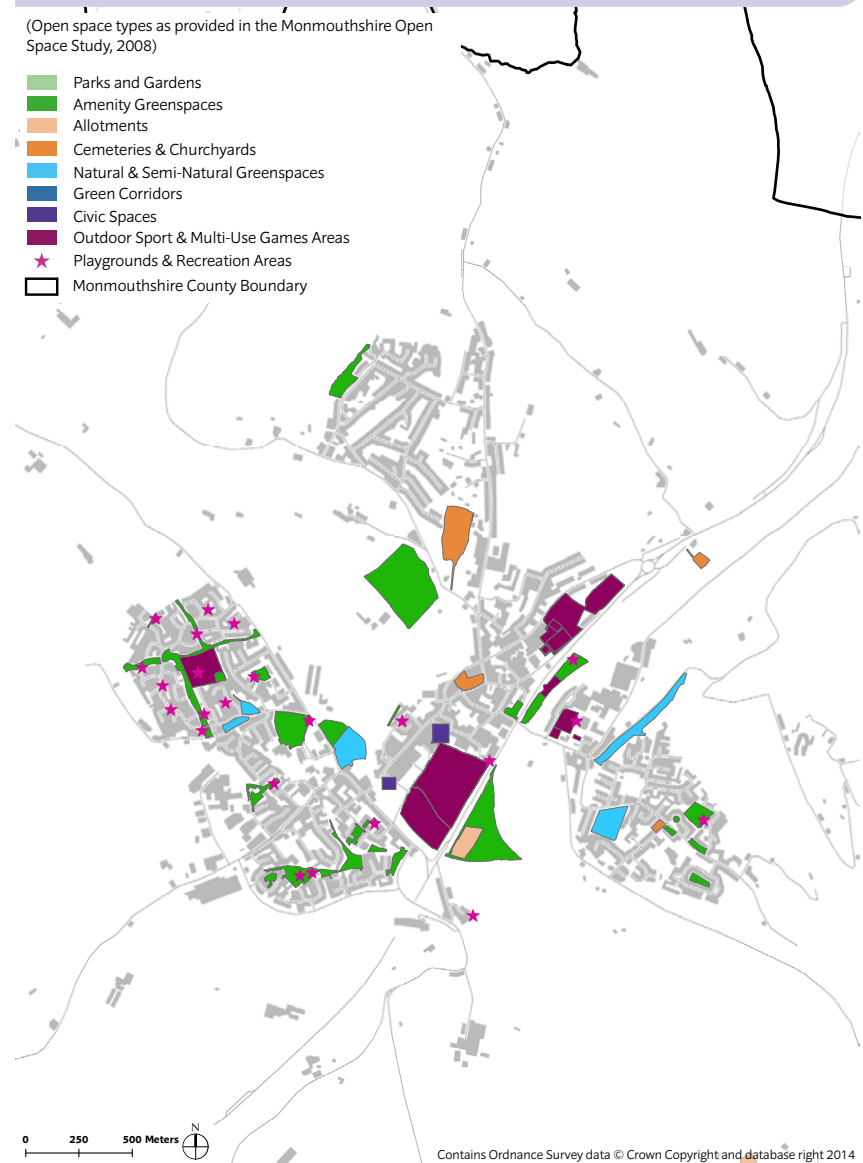 (Open space types as provided in the Monmouthshire Open
Space Study, 2008)
Parks and Gardens
Amenity Greenspaces
Allotments
Cemeteries & Churchyards
Natural & Semi-Natural Greenspaces
Green Corridors
Civic Spaces
Outdoor Sport & Multi-Use Games Areas
Playgrounds & Recreation Areas
Monmouthshire County Boundary
N
0 250 500 Meters
Contains Ordnance Survey data © Crown Copyright and database right 2014